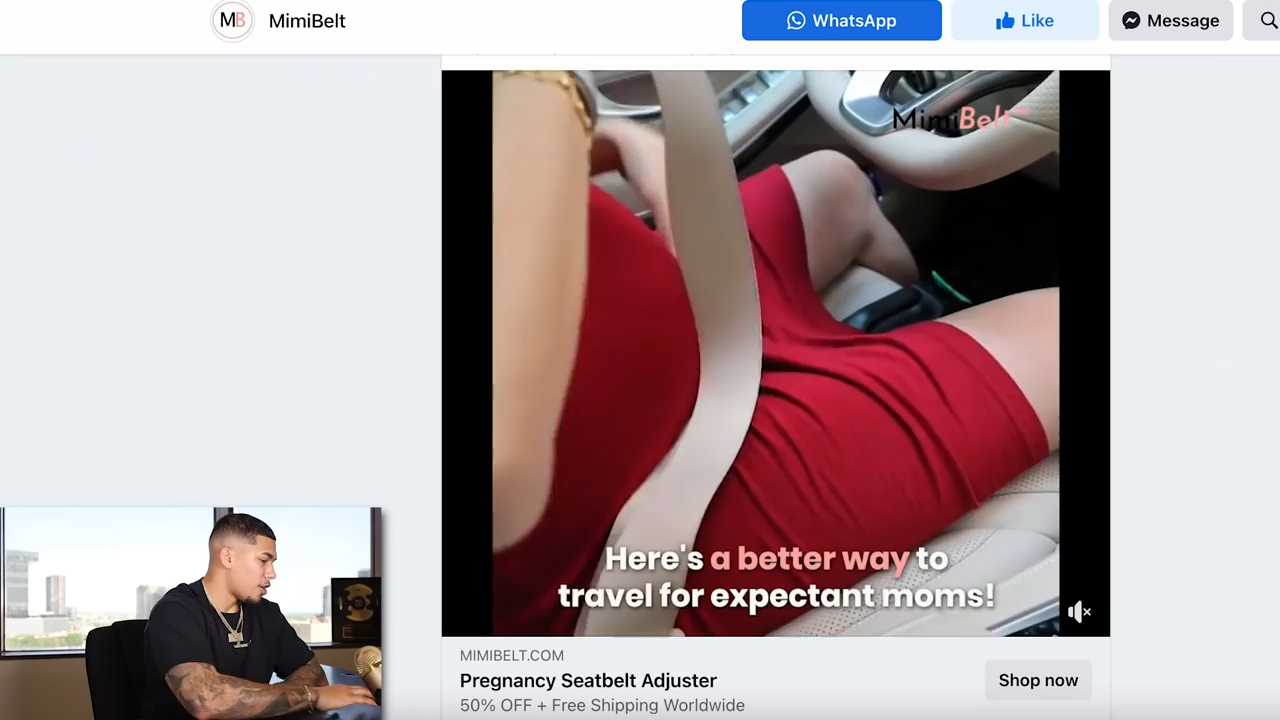 MB
MimiBelt
WhatsApp
Like
Message
MimiBelt™
Here's a better way to
travel for expectant moms!
MIMIBELT.COM
Pregnancy Seatbelt Adjuster
Shop now
50% OFF + Free Shipping Worldwide